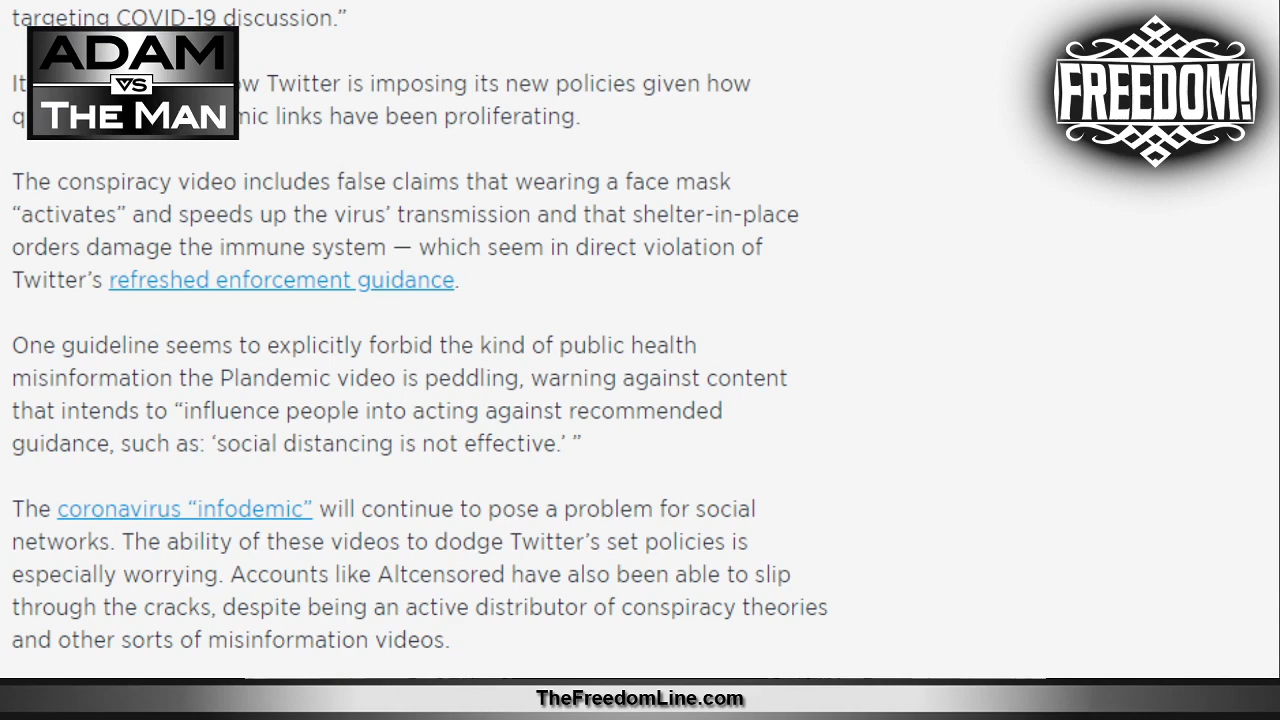 targeting COVID-19 discussion.”
ADAM
VS
THE MAN
FREEDOM!
It ow Twitter is imposing its new policies given how
q mic links have been proliferating.
The conspiracy video includes false claims that wearing a face mask
“activates” and speeds up the virus’ transmission and that shelter-in-place
orders damage the immune system — which seem in direct violation of
Twitter’s refreshed enforcement guidance.
One guideline seems to explicitly forbid the kind of public health
misinformation the Plandemic video is peddling, warning against content
that intends to “influence people into acting against recommended
guidance, such as: ‘social distancing is not effective.’ ”
The coronavirus “infodemic” will continue to pose a problem for social
networks. The ability of these videos to dodge Twitter’s set policies is
especially worrying. Accounts like Altcensored have also been able to slip
through the cracks, despite being an active distributor of conspiracy theories
and other sorts of misinformation videos.
TheFreedomLine.com